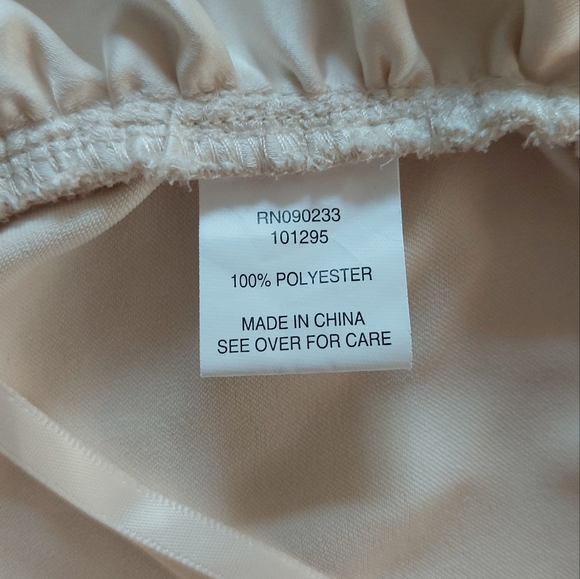 RN090233
101295
100% POLYESTER
MADE IN CHINA
SEE OVER FOR CARE